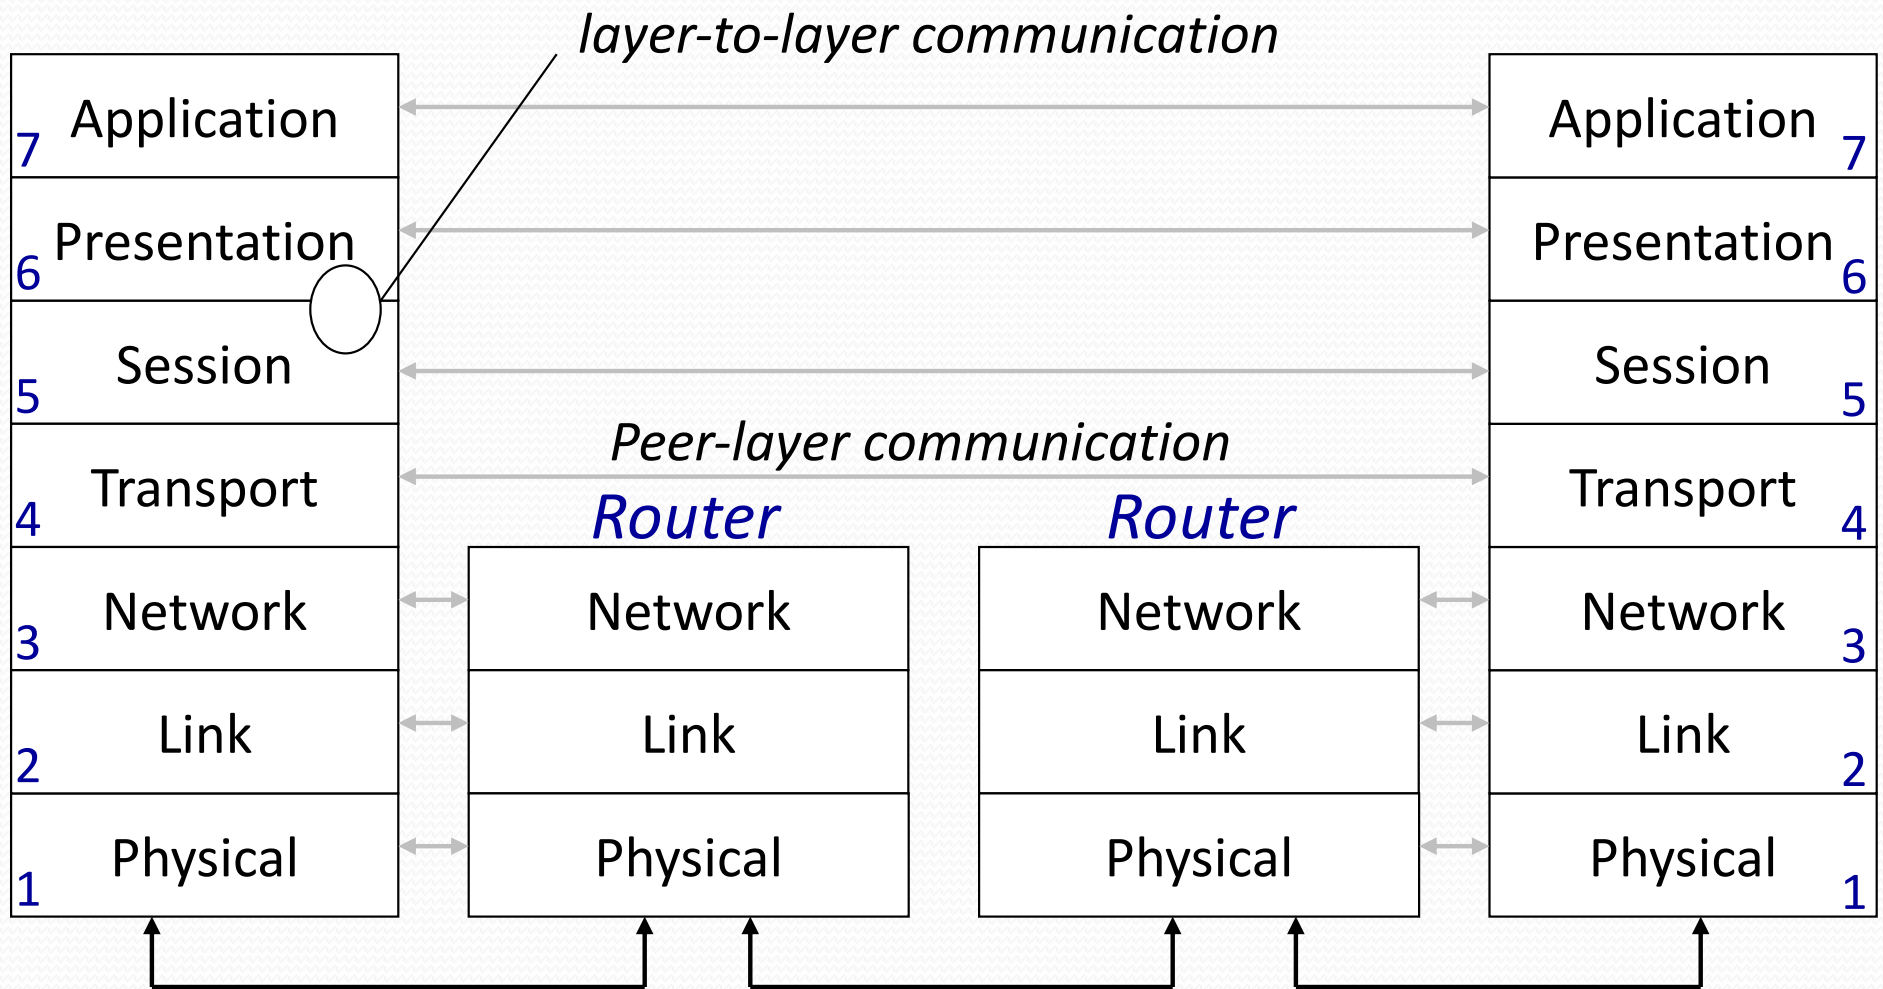 layer-to-layer communication
Application
7
Application
7
Presentation
6
Presentation
6
Session
5
Session
5
Peer-layer communication
Transport
4
Transport
4
Router
Router
Network
3
Network
Network
Network
3
Link
2
Link
Link
Link
2
Physical
1
Physical
Physical
Physical
1